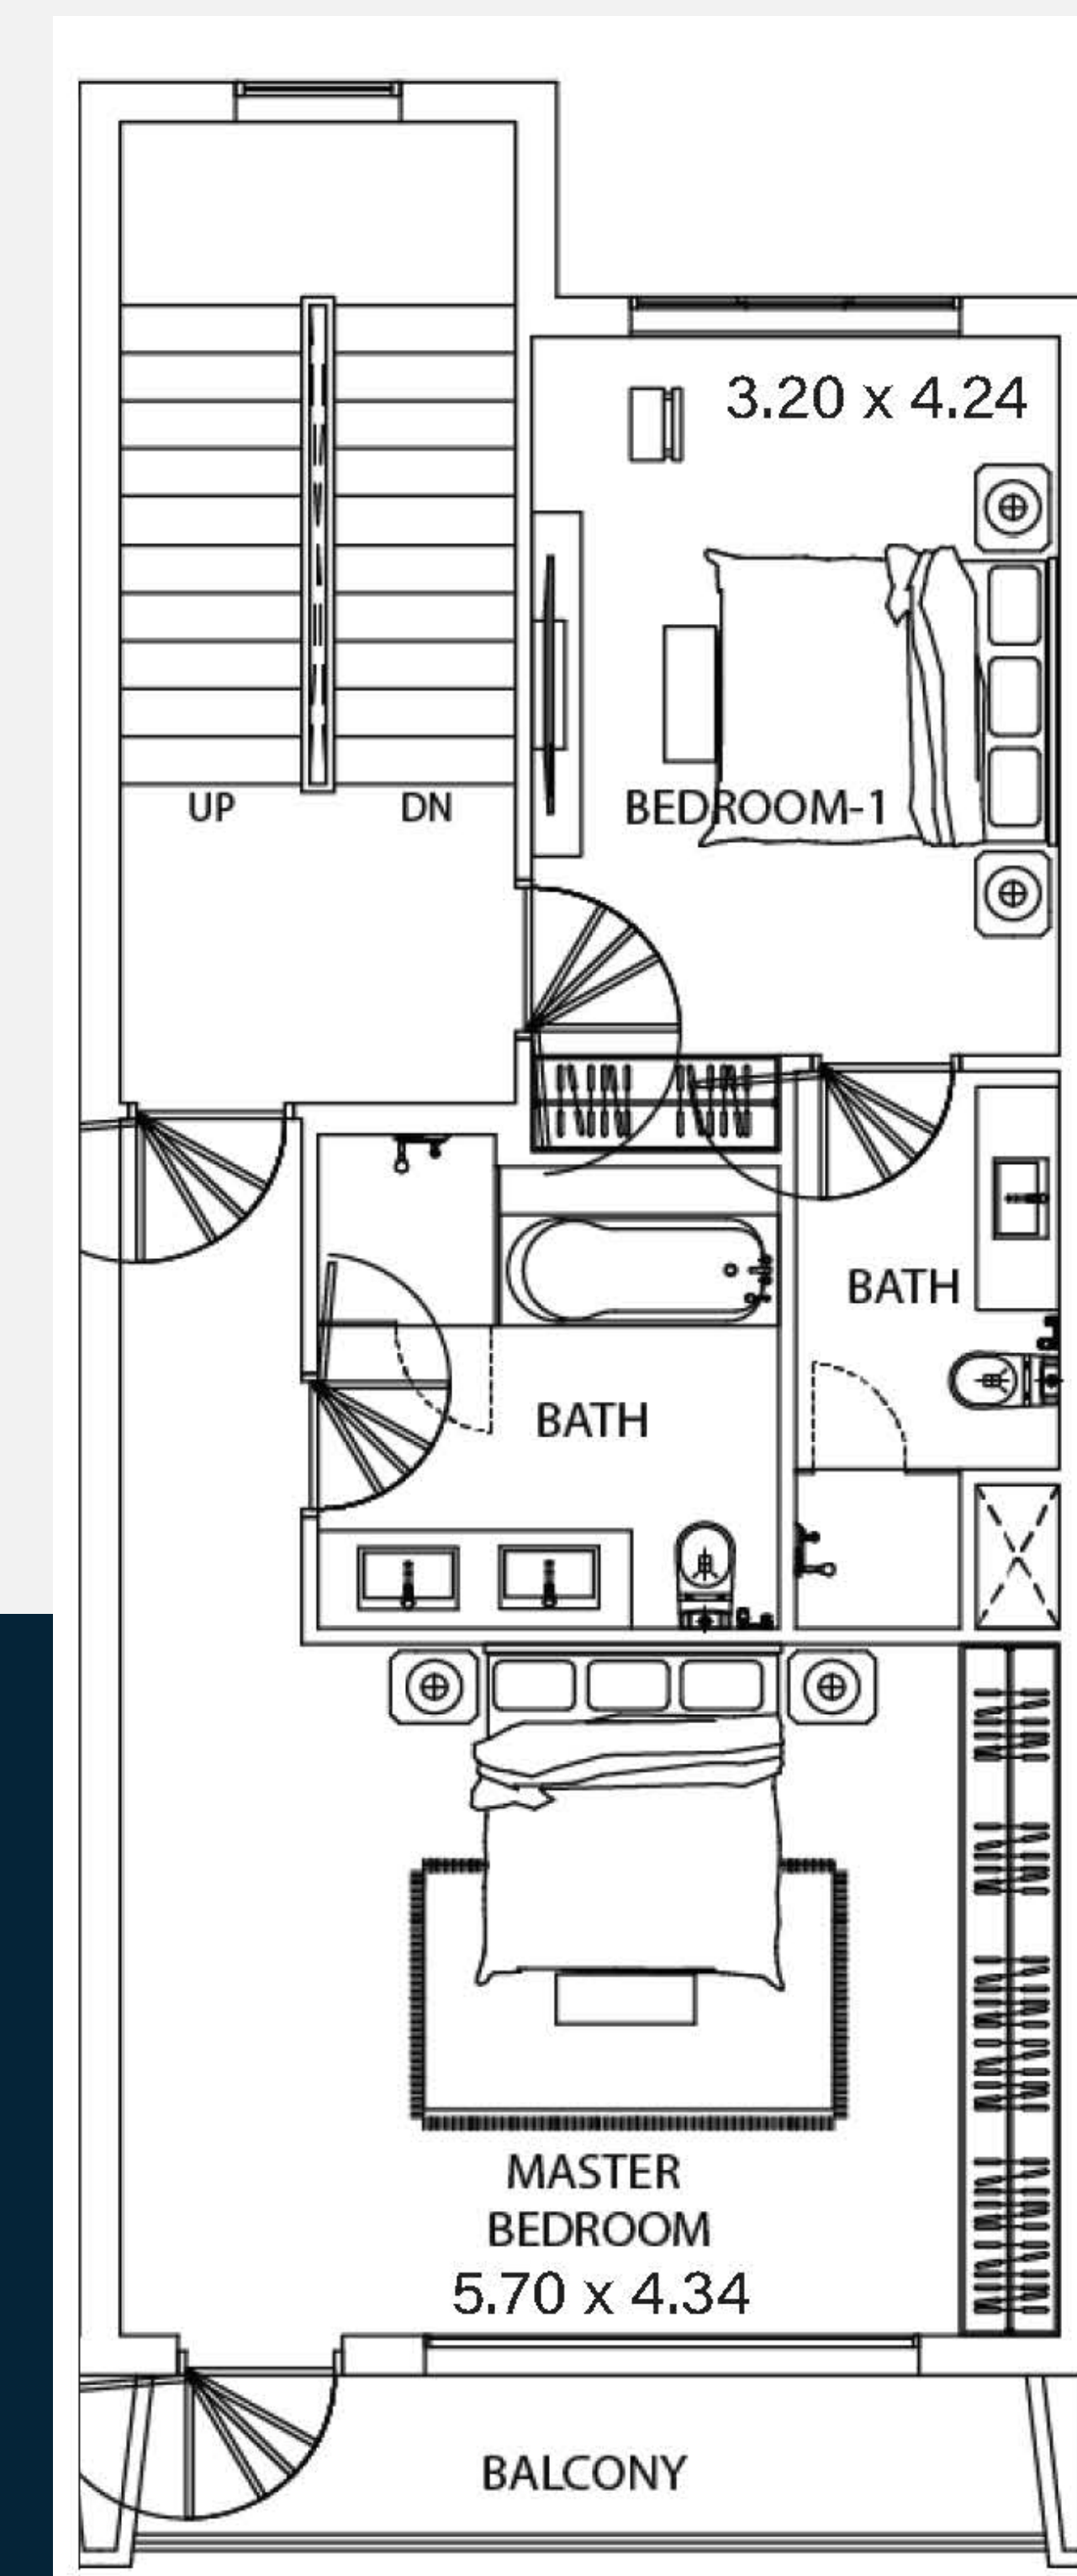 3.20 x 4.24
UP
DN
BEDROOM-1
BATH
BATH
MASTER
BEDROOM
5.70 x 4.34
BALCONY